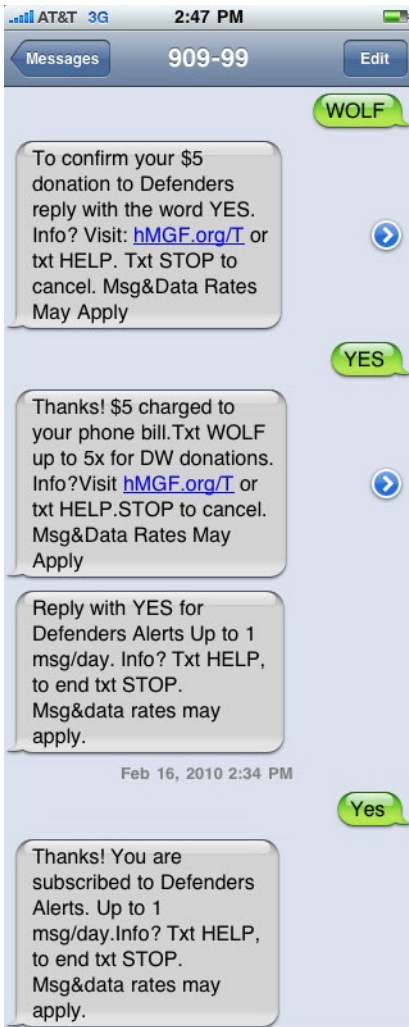 AT&T 3G 2:47 PM
Messages 909-99 Edit
WOLF
To confirm your $5
donation to Defenders
reply with the word YES.
Info? Visit: hMGF.org/T or
txt HELP. Txt STOP to
cancel. Msg&Data Rates
May Apply
YES
Thanks! $5 charged to
your phone bill.Txt WOLF
up to 5x for DW donations.
Info?Visit hMGF.org/T or
txt HELP.STOP to cancel.
Msg&Data Rates May
Apply
Reply with YES for
Defenders Alerts Up to 1
msg/day. Info? Txt HELP,
to end txt STOP.
Msg&data rates may
apply.
Feb 16, 2010 2:34 PM
Yes
Thanks! You are
subscribed to Defenders
Alerts. Up to 1
msg/day.Info? Txt HELP,
to end txt STOP.
Msg&data rates may
apply.